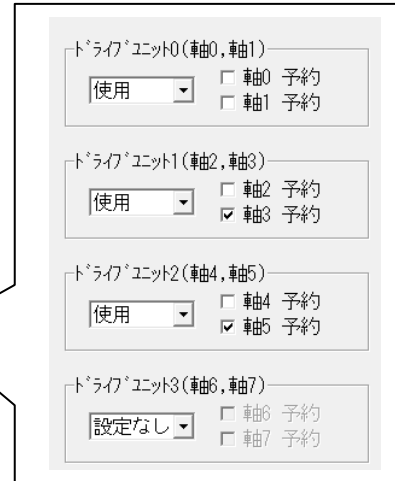 ﾄﾞﾗｲﾌﾞﾕﾆｯﾄ0(軸0,軸1)
使用
軸0 予約
軸1 予約
ﾄﾞﾗｲﾌﾞﾕﾆｯﾄ1(軸2,軸3)
使用
軸2 予約
軸3 予約
ﾄﾞﾗｲﾌﾞﾕﾆｯﾄ2(軸4,軸5)
使用
軸4 予約
軸5 予約
ﾄﾞﾗｲﾌﾞﾕﾆｯﾄ3(軸6,軸7)
設定なし
軸6 予約
軸7 予約